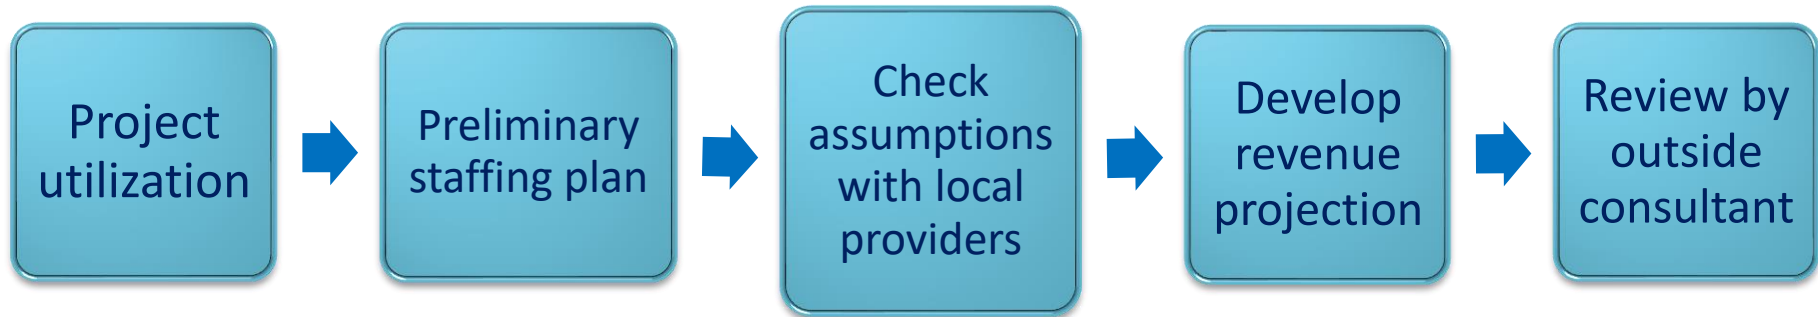 Project
utilization
Preliminary
staffing plan
Check
assumptions
with local
providers
Develop
revenue
projection
Review by
outside
consultant